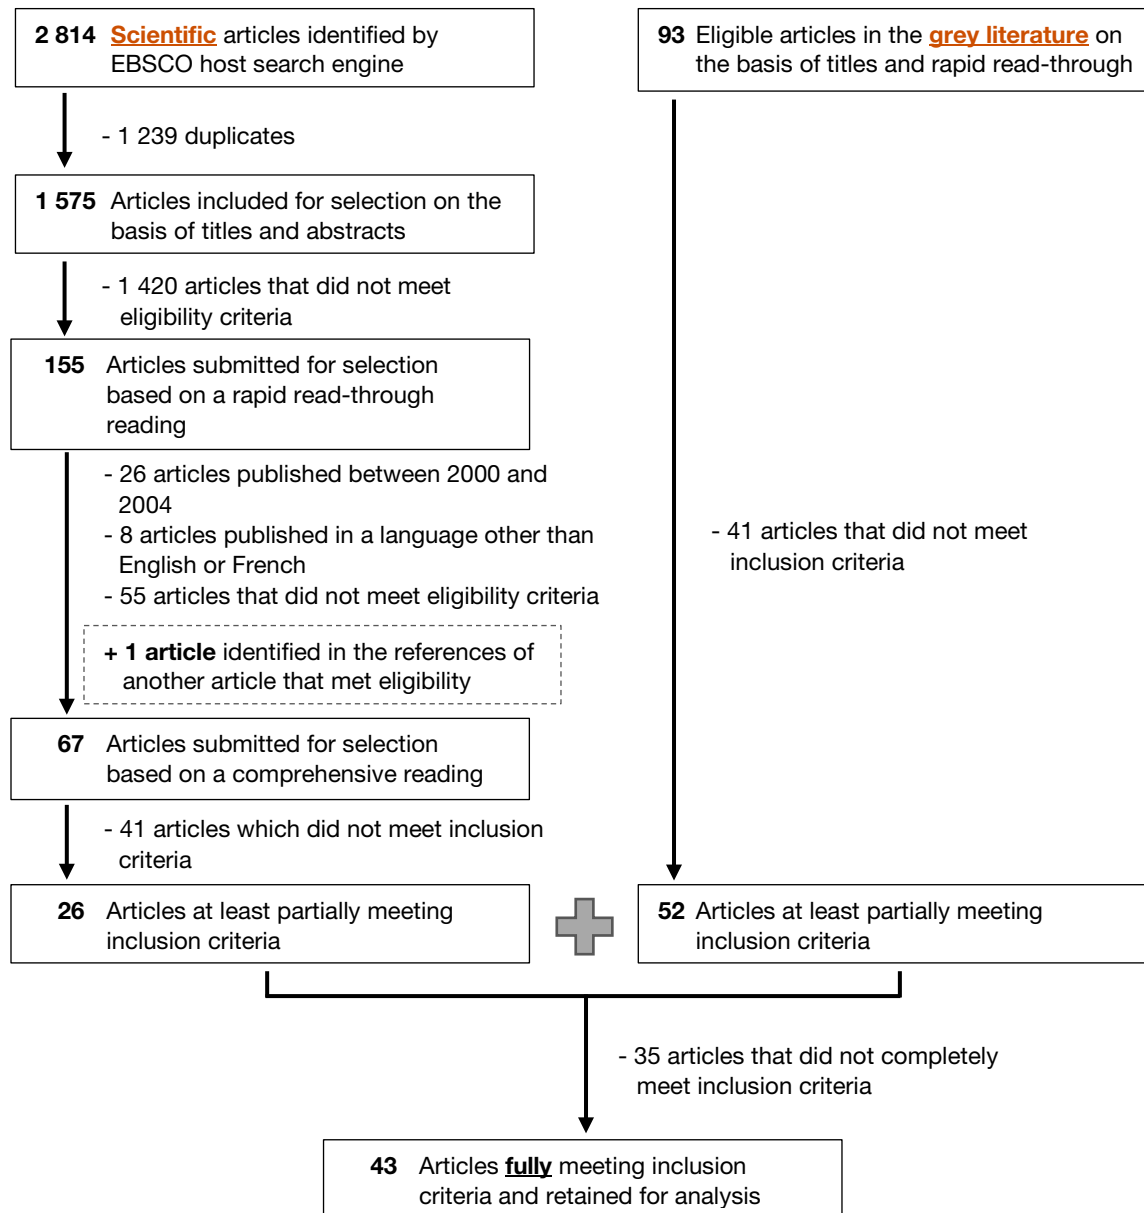 2 814 Scientific articles identified by
EBSCO host search engine
93 Eligible articles in the grey literature on
the basis of titles and rapid read-through
- 1 239 duplicates
1 575 Articles included for selection on the
basis of titles and abstracts
- 1 420 articles that did not meet
eligibility criteria
155 Articles submitted for selection
based on a rapid read-through
reading
- 26 articles published between 2000 and
2004
- 8 articles published in a language other than
English or French
- 55 articles that did not meet eligibility criteria
- 41 articles that did not meet
inclusion criteria
+ 1 article identified in the references of
another article that met eligibility
67 Articles submitted for selection
based on a comprehensive reading
- 41 articles which did not meet inclusion
criteria
26 Articles at least partially meeting
inclusion criteria
52 Articles at least partially meeting
inclusion criteria
- 35 articles that did not completely
meet inclusion criteria
43 Articles fully meeting inclusion
criteria and retained for analysis